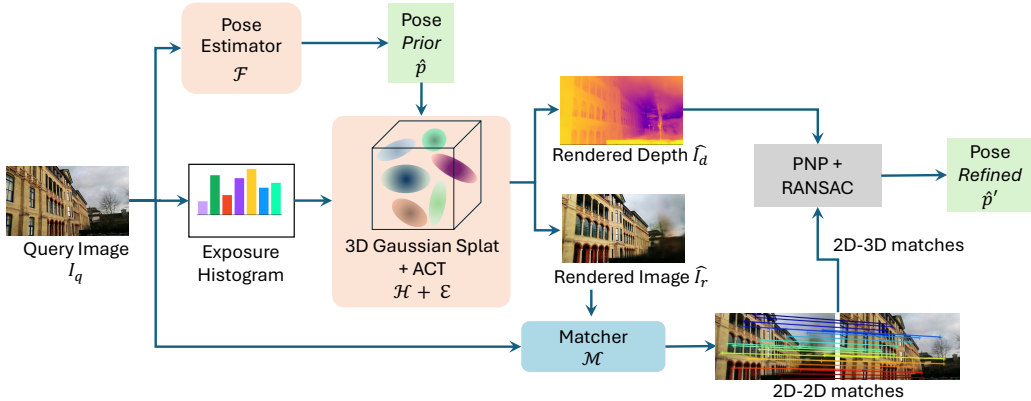 Pose
Estimator
ℱ
Pose
Prior
p̂
Query Image
I_q
Exposure
Histogram
3D Gaussian Splat
+ ACT
ℋ + ℰ
Rendered Depth Î_d
Rendered Image Î_r
Matcher
ℳ
PNP +
RANSAC
Pose
Refined
p̂′
2D-3D matches
2D-2D matches